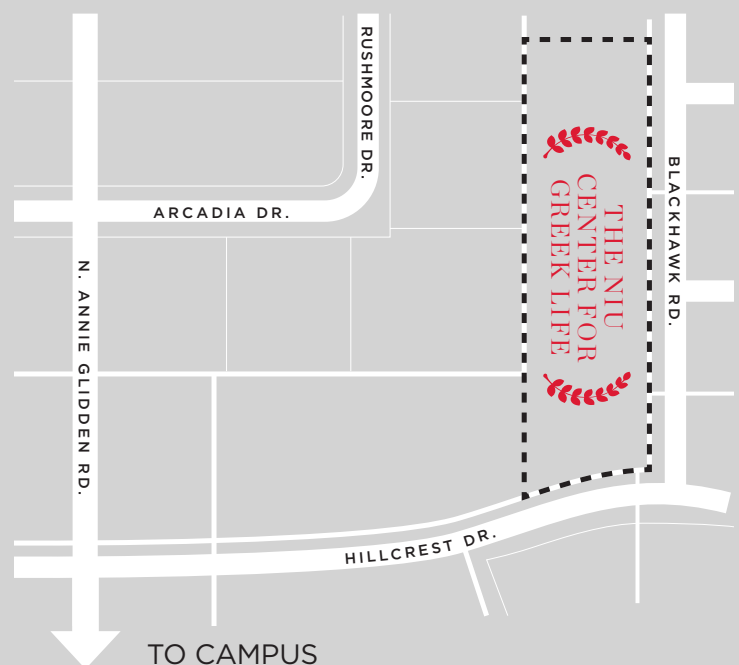 RUSHMOORE DR.
ARCADIA DR.
N. ANNIE GLIDDEN RD.
THE NIU
CENTER FOR
GREEK LIFE
BLACKHAWK RD.
HILLCREST DR.
TO CAMPUS